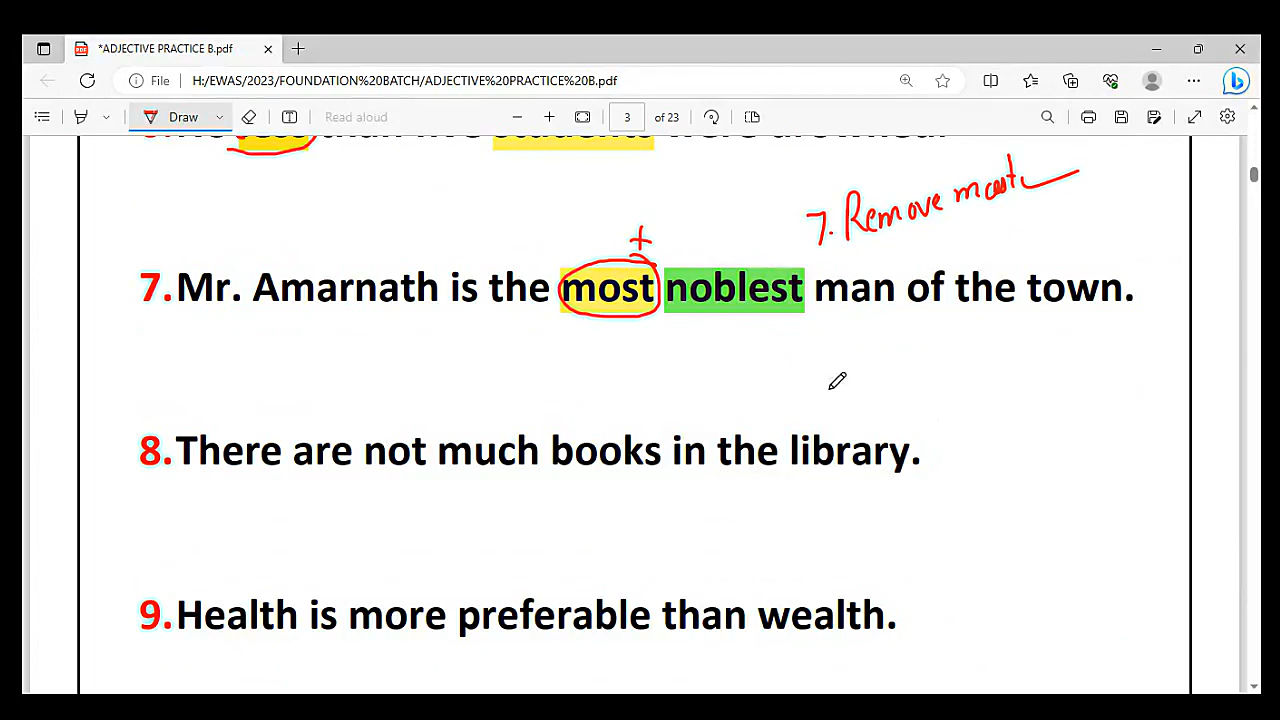 *ADJECTIVE PRACTICE B.pdf
File H:/EWAS/2023/FOUNDATION%20BATCH/ADJECTIVE%20PRACTICE%20B.pdf
Draw Read aloud 3 of 23
7. Remove most
7. Mr. Amarnath is the most noblest man of the town.
8. There are not much books in the library.
9. Health is more preferable than wealth.